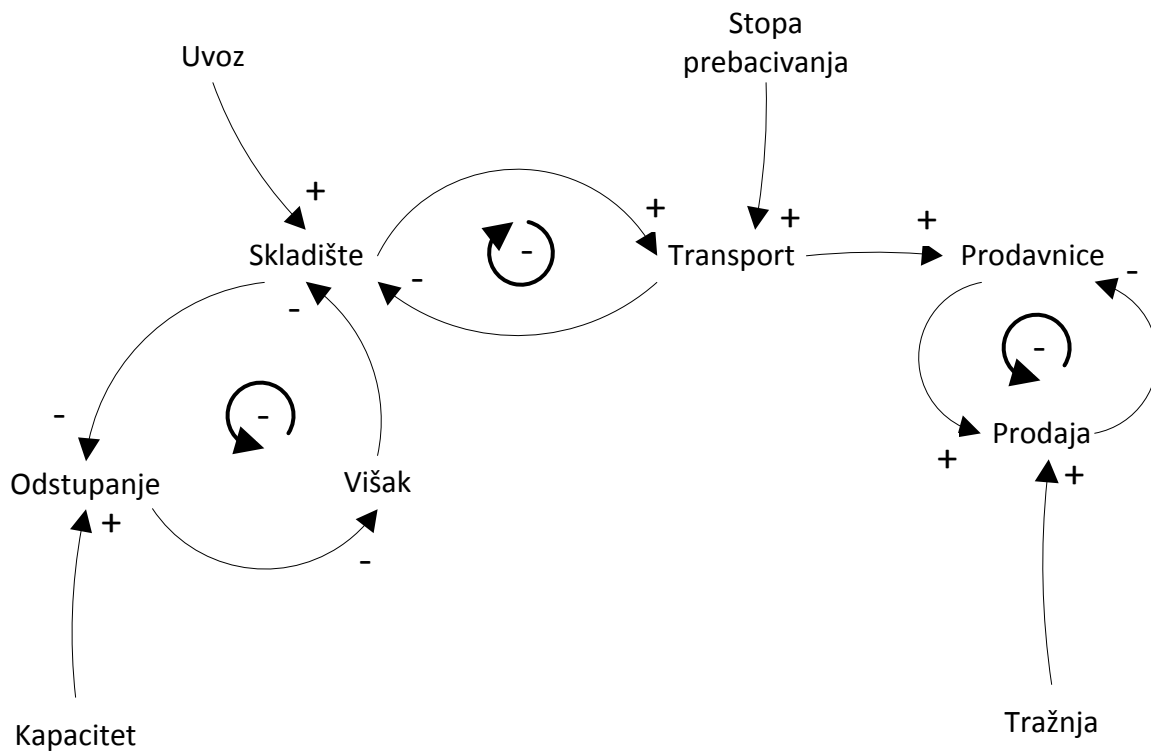 Stopa
prebacivanja
Uvoz
+
+
+
+
Skladište
-
Transport
Prodavnice
-
-
-
-
-
-
Prodaja
+
+
Odstupanje
Višak
+
-
Kapacitet
Tražnja